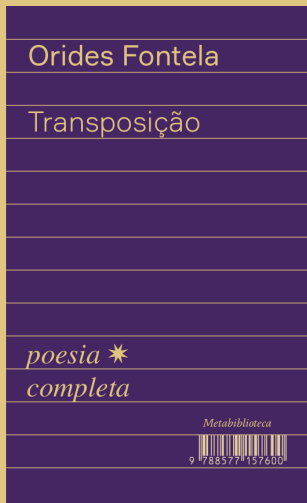 Orides Fontela
Transposição
poesia ✷
completa
Metabiblioteca
9 788577 157600